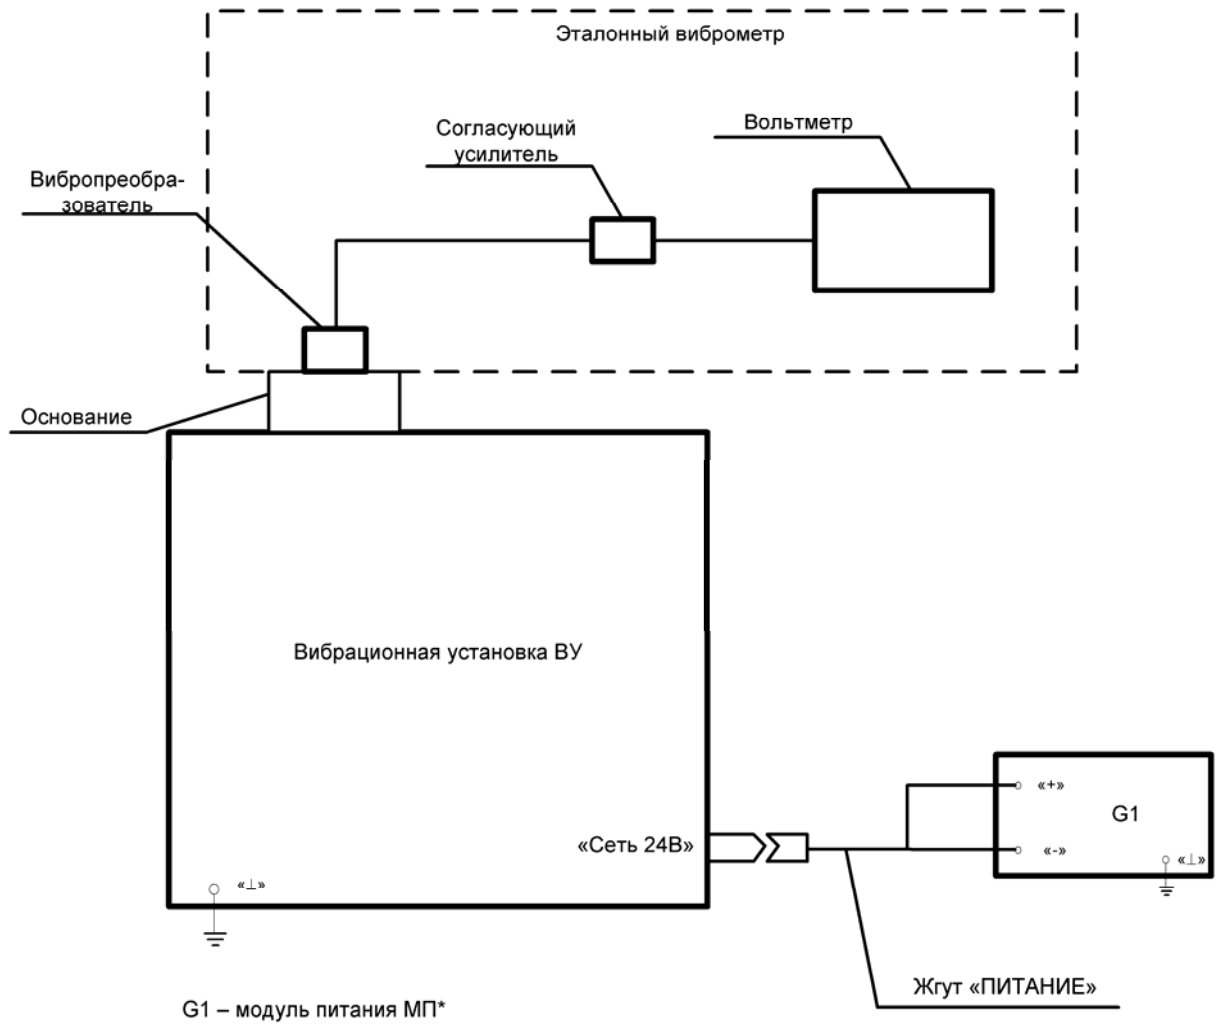 Эталонный виброметр
Согласующий
усилитель
Вольтметр
Вибропреобра-
зователь
Основание
Вибрационная установка ВУ
«Сеть 24В»
«⊥»
«+»
G1
«-»
«⊥»
Жгут «ПИТАНИЕ»
G1 – модуль питания МП*